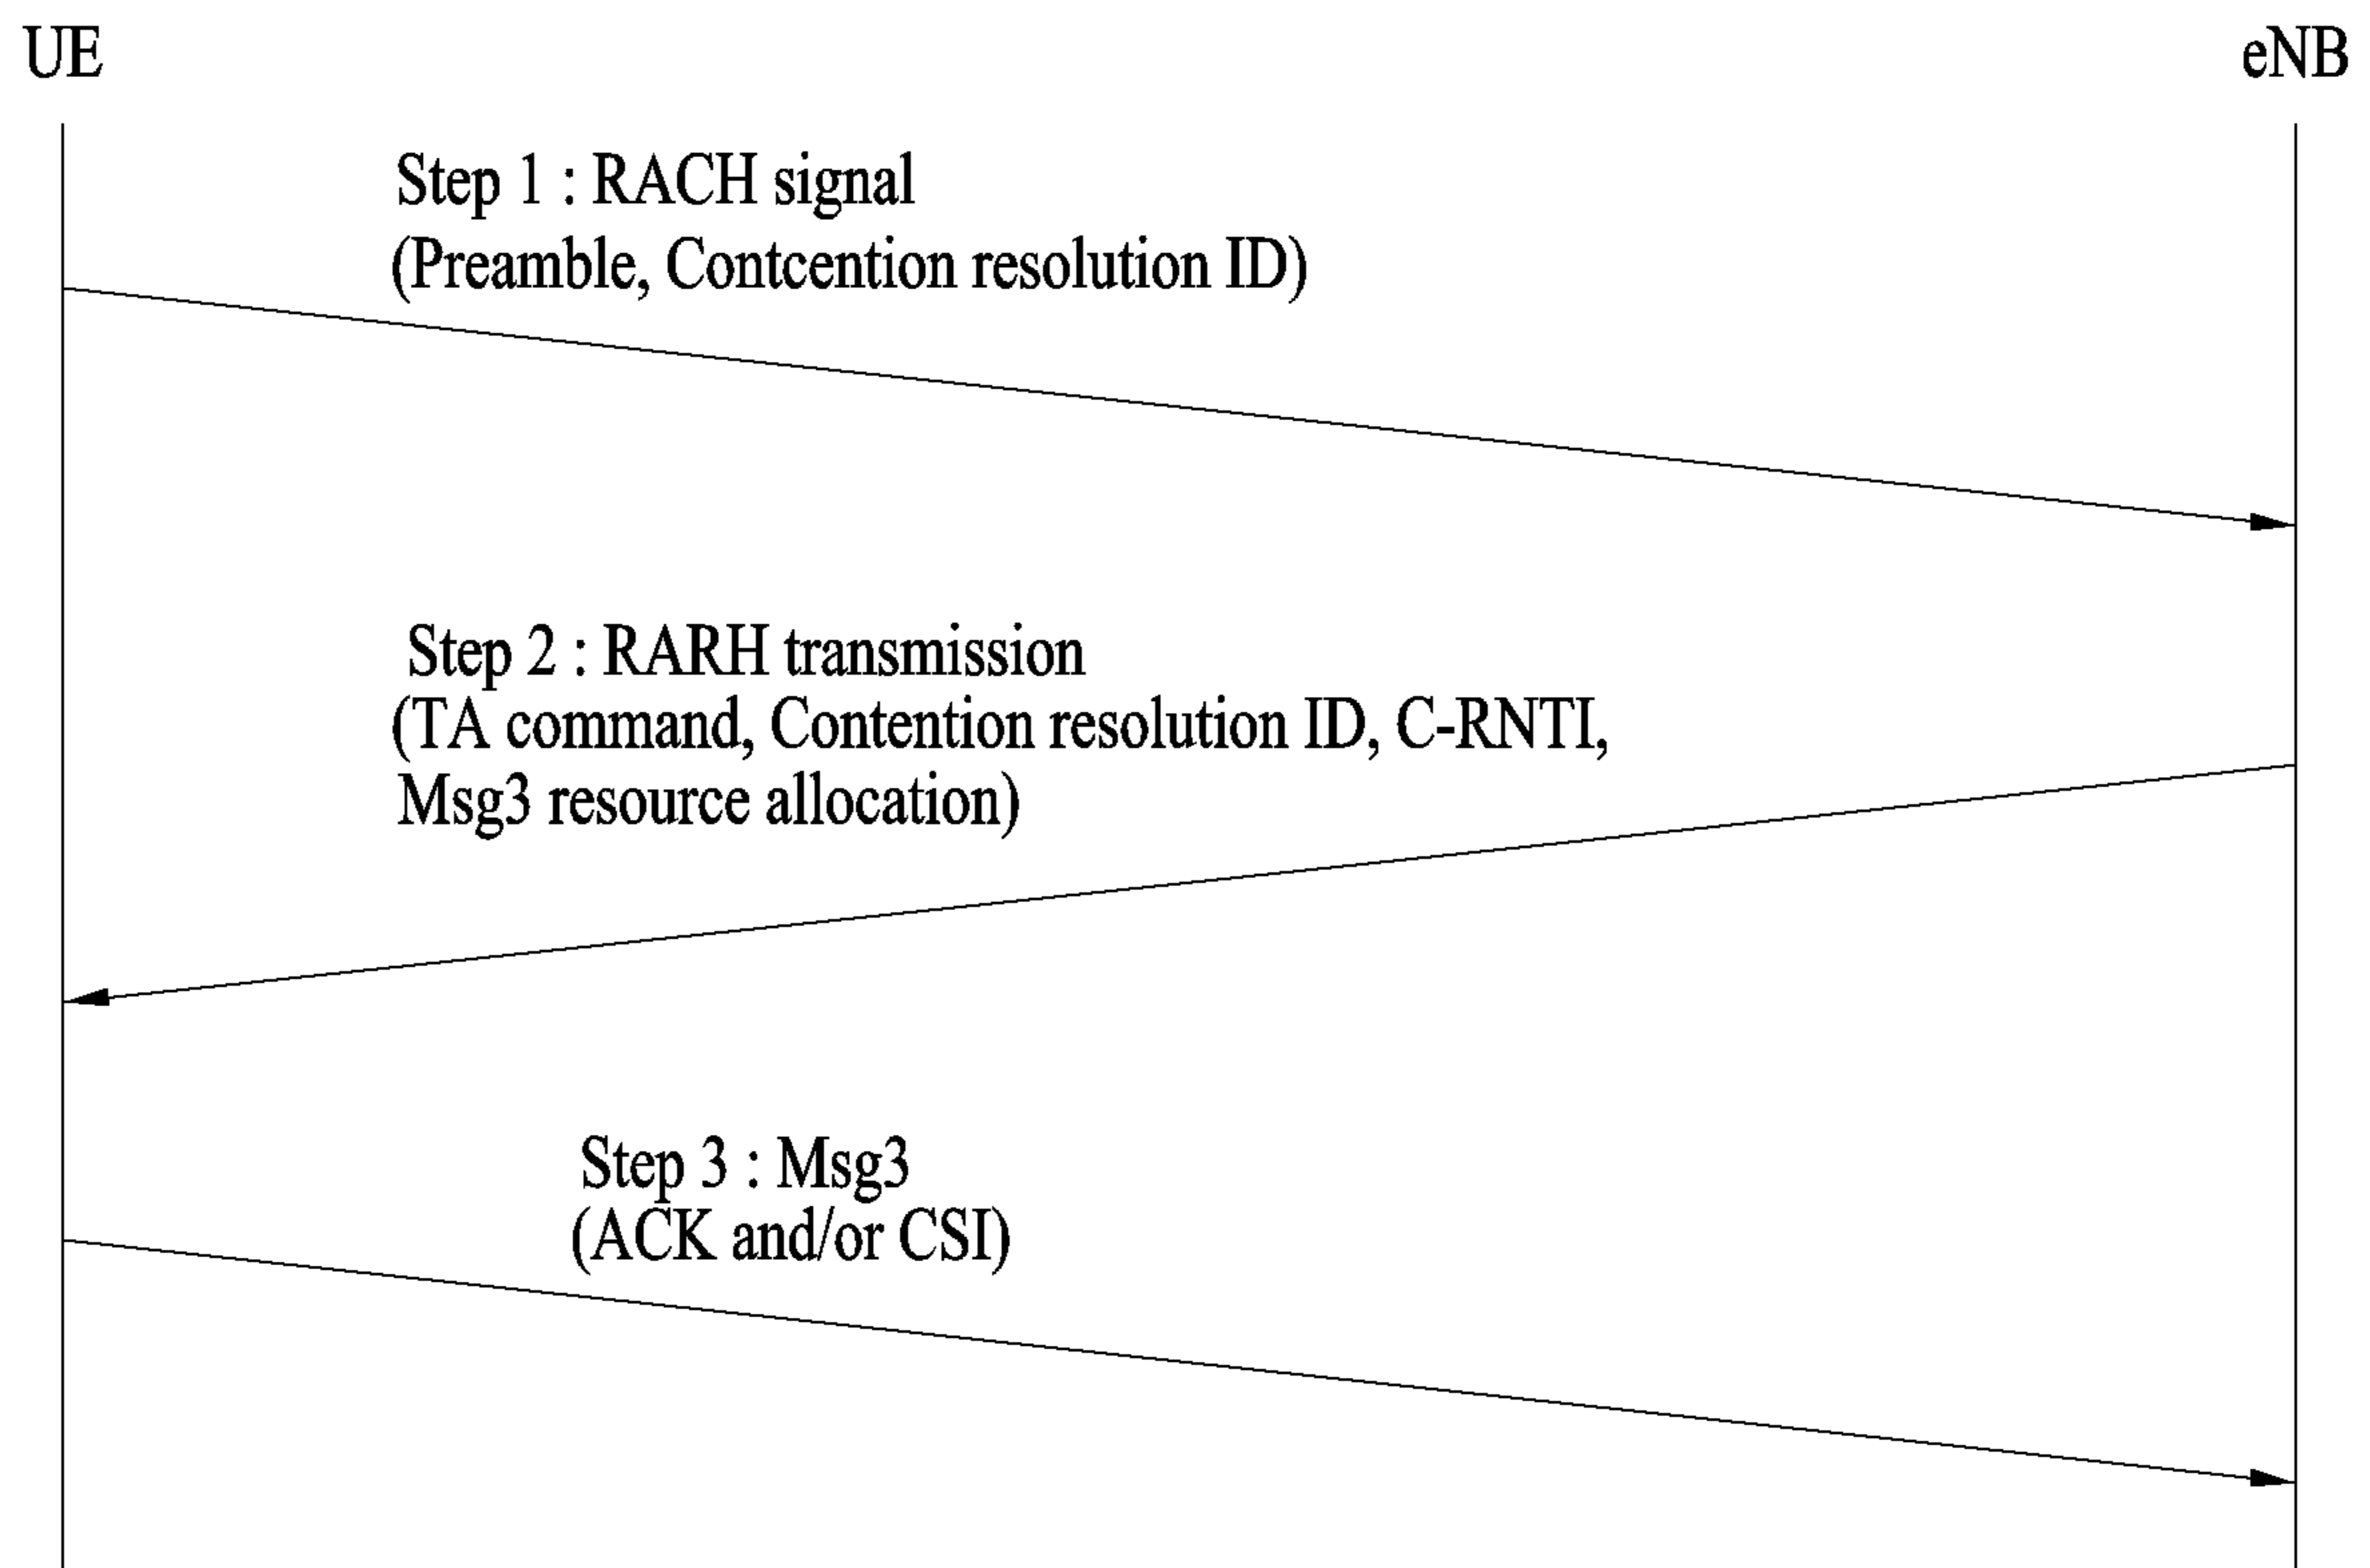 UE
eNB
Step 1 : RACH signal
(Preamble, Contcention resolution ID)
Step 2 : RARH transmission
(TA command, Contention resolution ID, C-RNTI,
Msg3 resource allocation)
Step 3 : Msg3
(ACK and/or CSI)